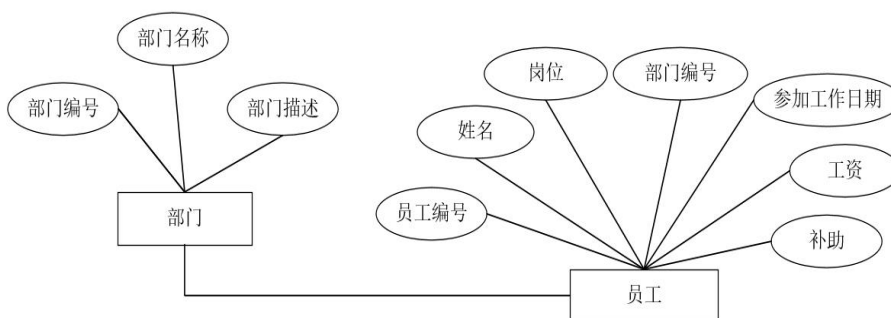 部门名称
部门编号
部门描述
部门
岗位
部门编号
参加工作日期
姓名
工资
员工编号
补助
员工